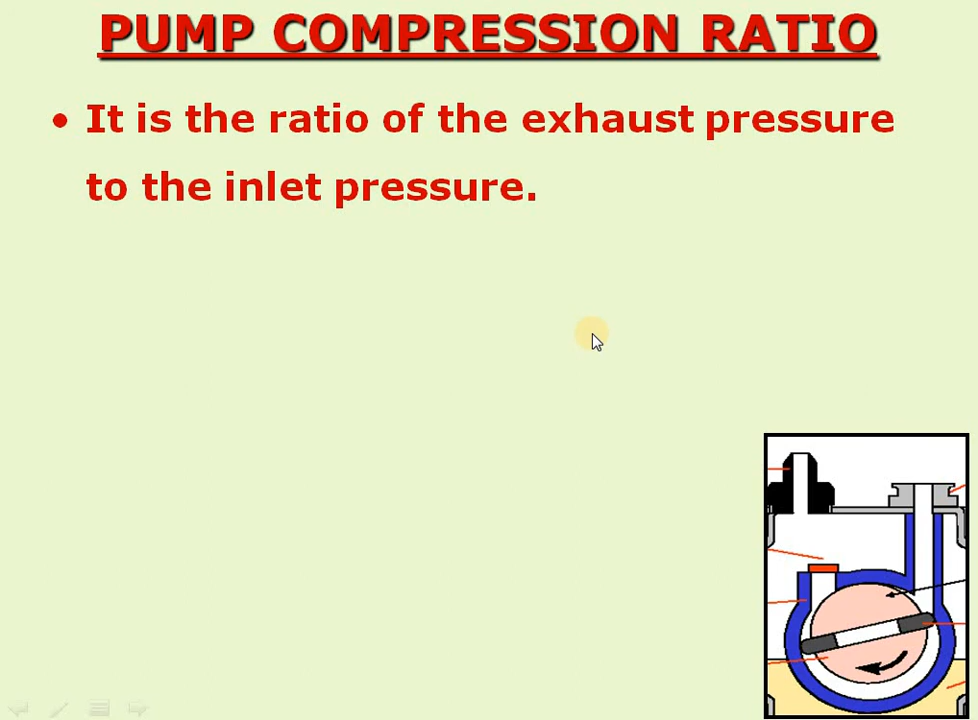 PUMP COMPRESSION RATIO
• It is the ratio of the exhaust pressure
to the inlet pressure.